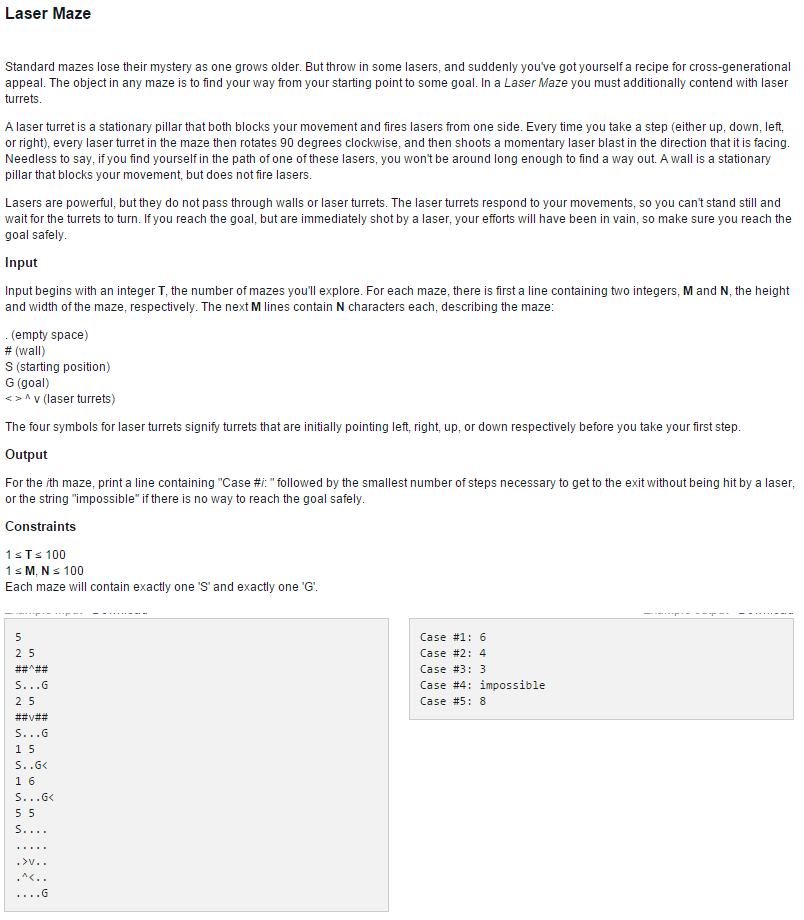 Laser Maze
Standard mazes lose their mystery as one grows older. But throw in some lasers, and suddenly you've got yourself a recipe for cross-generational
appeal. The object in any maze is to find your way from your starting point to some goal. In a Laser Maze you must additionally contend with laser
turrets.
A laser turret is a stationary pillar that both blocks your movement and fires lasers from one side. Every time you take a step (either up, down, left,
or right), every laser turret in the maze then rotates 90 degrees clockwise, and then shoots a momentary laser blast in the direction that it is facing.
Needless to say, if you find yourself in the path of one of these lasers, you won't be around long enough to find a way out. A wall is a stationary
pillar that blocks your movement, but does not fire lasers.
Lasers are powerful, but they do not pass through walls or laser turrets. The laser turrets respond to your movements, so you can't stand still and
wait for the turrets to turn. If you reach the goal, but are immediately shot by a laser, your efforts will have been in vain, so make sure you reach the
goal safely.
Input
Input begins with an integer T, the number of mazes you'll explore. For each maze, there is first a line containing two integers, M and N, the height
and width of the maze, respectively. The next M lines contain N characters each, describing the maze:
. (empty space)
# (wall)
S (starting position)
G (goal)
< > ^ v (laser turrets)
The four symbols for laser turrets signify turrets that are initially pointing left, right, up, or down respectively before you take your first step.
Output
For the ith maze, print a line containing "Case #i: " followed by the smallest number of steps necessary to get to the exit without being hit by a laser,
or the string "impossible" if there is no way to reach the goal safely.
Constraints
1 ≤ T ≤ 100
1 ≤ M, N ≤ 100
Each maze will contain exactly one 'S' and exactly one 'G'.
5
2 5
##^##
S...G
2 5
##v##
S...G
1 5
S..G<
1 6
S...G<
5 5
S....
.....
.>v..
.^<..
....G
Case #1: 6
Case #2: 4
Case #3: 3
Case #4: impossible
Case #5: 8